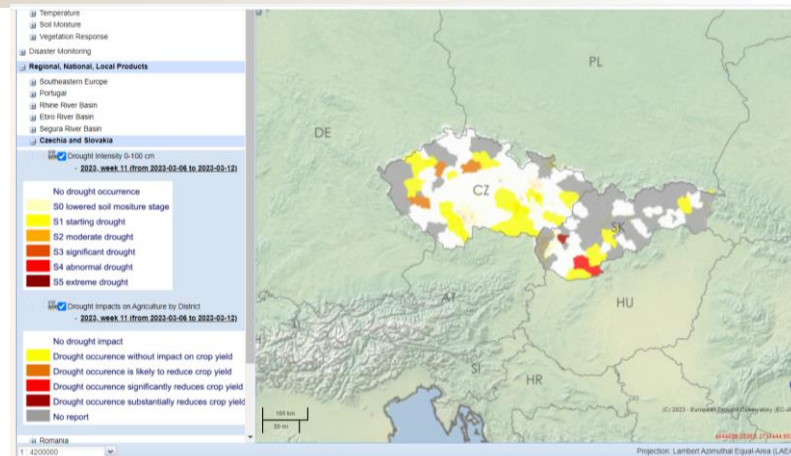 Temperature
Soil Moisture
Vegetation Response
Disaster Monitoring
Regional, National, Local Products
Southeastern Europe
Portugal
Rhine River Basin
Ebro River Basin
Segura River Basin
Czechia and Slovakia
Drought Intensity 0-100 cm
- 2023, week 11 (from 2023-03-06 to 2023-03-12)
No drought occurrence
S0 lowered soil mositure stage
S1 starting drought
S2 moderate drought
S3 significant drought
S4 abnormal drought
S5 extreme drought
Drought Impacts on Agriculture by District
- 2023, week 11 (from 2023-03-06 to 2023-03-12)
No drought impact
Drought occurence without impact on crop yield
Drought occurence is likely to reduce crop yield
Drought occurence significantly reduces crop yield
Drought occurence substantially reduces crop yield
No report
Romania
1 : 4200000
PL
DE
CZ
SK
AT
HU
SI
HR
100 km
50 mi
(C) 2023 - European Drought Observatory (EC-JRC
Projection: Lambert Azimuthal Equal-Area (LAEA